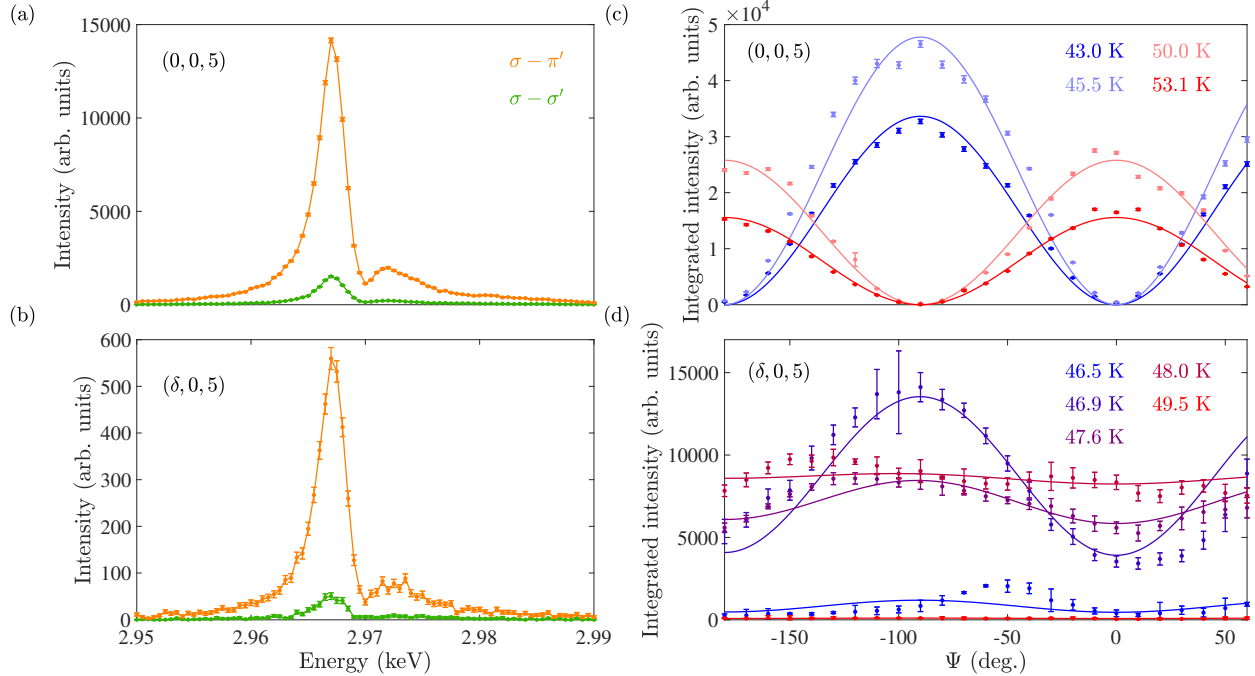 (a)
15000
10000
5000
0
Intensity (arb. units)
(0, 0, 5)
σ − π′
σ − σ′
(b)
600
500
400
300
200
100
0
Intensity (arb. units)
(δ, 0, 5)
2.95 2.96 2.97 2.98 2.99
Energy (keV)
(c)
×10⁴
5
4
3
2
1
0
Integrated intensity (arb. units)
(0, 0, 5)
43.0 K 50.0 K
45.5 K 53.1 K
(d)
15000
10000
5000
0
Integrated intensity (arb. units)
(δ, 0, 5)
46.5 K 48.0 K
46.9 K 49.5 K
47.6 K
-150 -100 -50 0 50
Ψ (deg.)